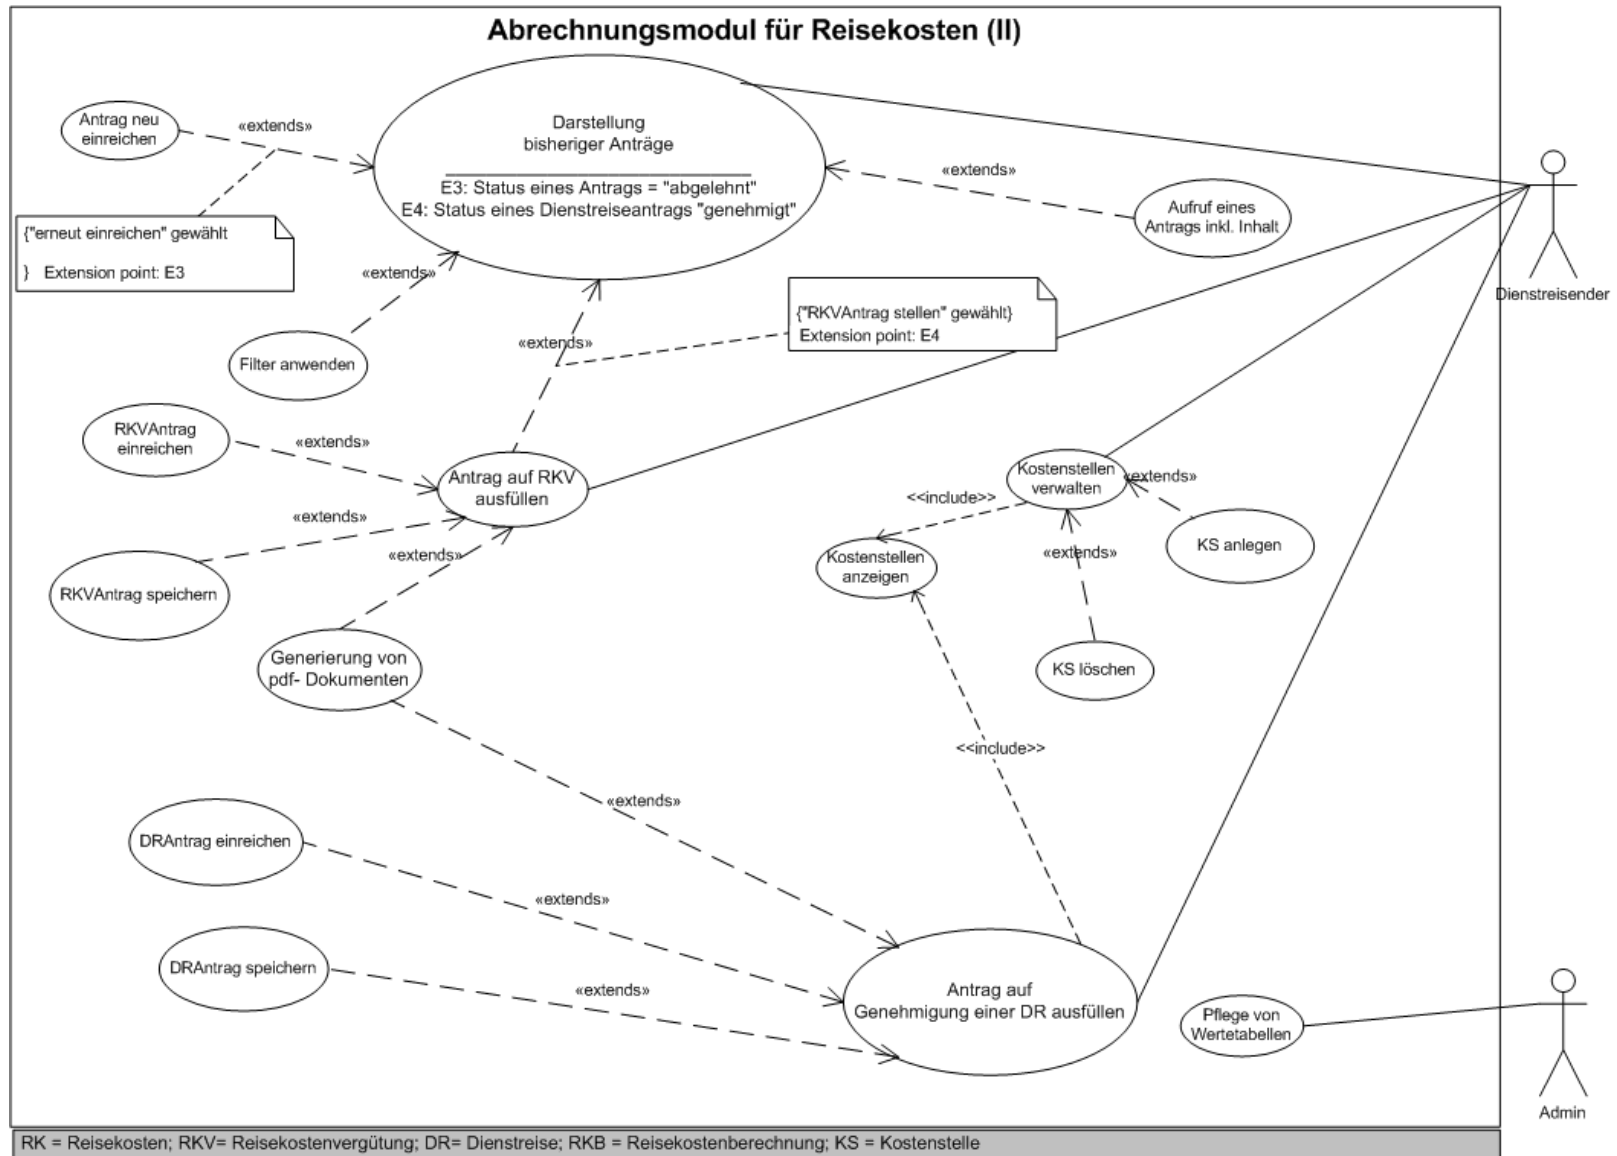 Abrechnungsmodul für Reisekosten (II)
Antrag neu
einreichen
«extends»
Darstellung
bisheriger Anträge
E3: Status eines Antrags = "abgelehnt"
E4: Status eines Dienstreiseantrags "genehmigt"
«extends»
Aufruf eines
Antrags inkl. Inhalt
Dienstreisender
{"erneut einreichen" gewählt
} Extension point: E3
«extends»
{"RKVAntrag stellen" gewählt}
Extension point: E4
«extends»
Filter anwenden
RKVAntrag
einreichen
«extends»
Antrag auf RKV
ausfüllen
Kostenstellen
verwalten
«extends»
<<include>>
«extends»
KS anlegen
«extends»
«extends»
Kostenstellen
anzeigen
RKVAntrag speichern
Generierung von
pdf- Dokumenten
KS löschen
<<include>>
«extends»
DRAntrag einreichen
«extends»
DRAntrag speichern
«extends»
Antrag auf
Genehmigung einer DR ausfüllen
Pflege von
Wertetabellen
Admin
RK = Reisekosten; RKV= Reisekostenvergütung; DR= Dienstreise; RKB = Reisekostenberechnung; KS = Kostenstelle